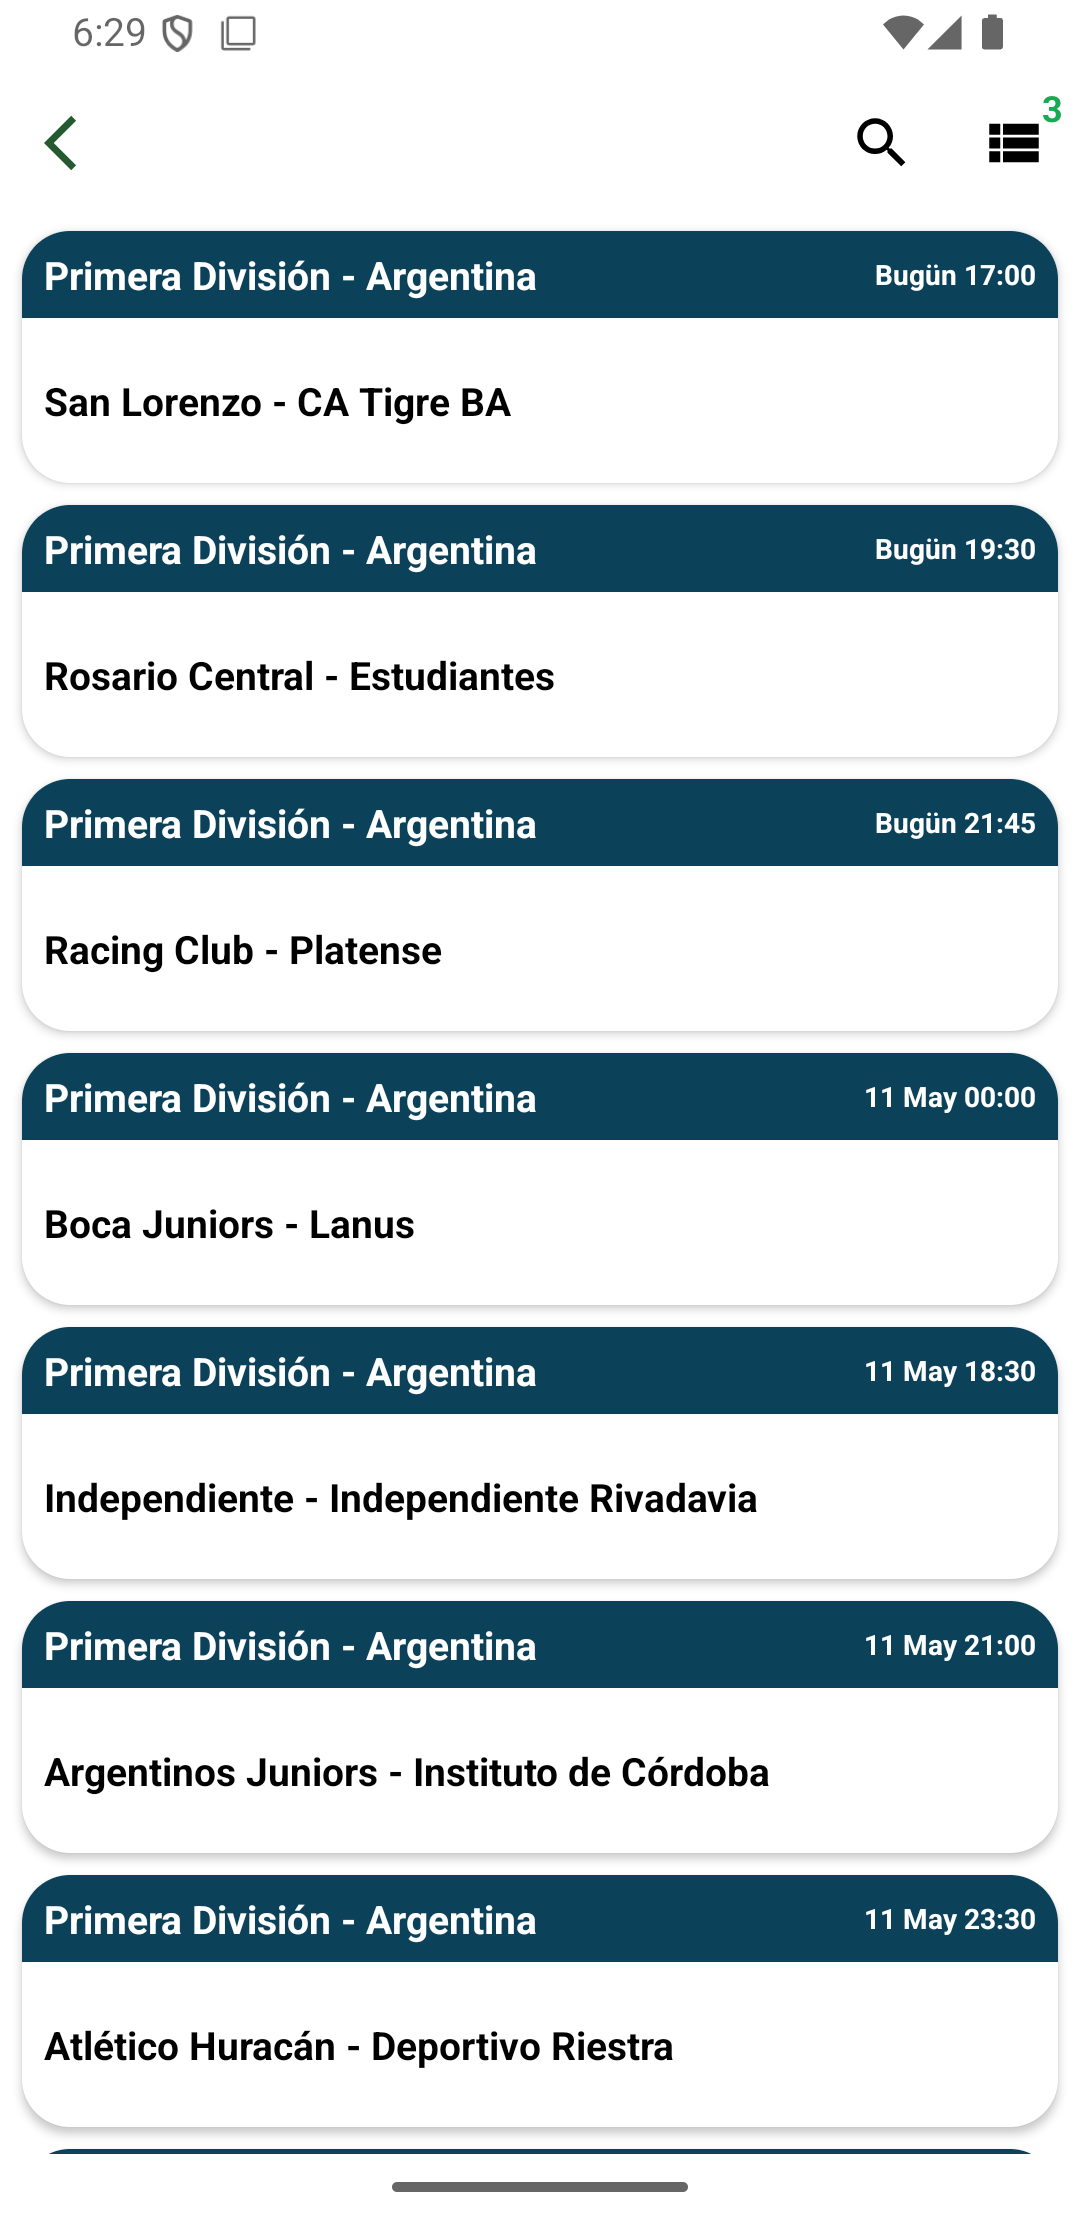 6:29
3
Primera División - Argentina Bugün 17:00
San Lorenzo - CA Tigre BA
Primera División - Argentina Bugün 19:30
Rosario Central - Estudiantes
Primera División - Argentina Bugün 21:45
Racing Club - Platense
Primera División - Argentina 11 May 00:00
Boca Juniors - Lanus
Primera División - Argentina 11 May 18:30
Independiente - Independiente Rivadavia
Primera División - Argentina 11 May 21:00
Argentinos Juniors - Instituto de Córdoba
Primera División - Argentina 11 May 23:30
Atlético Huracán - Deportivo Riestra